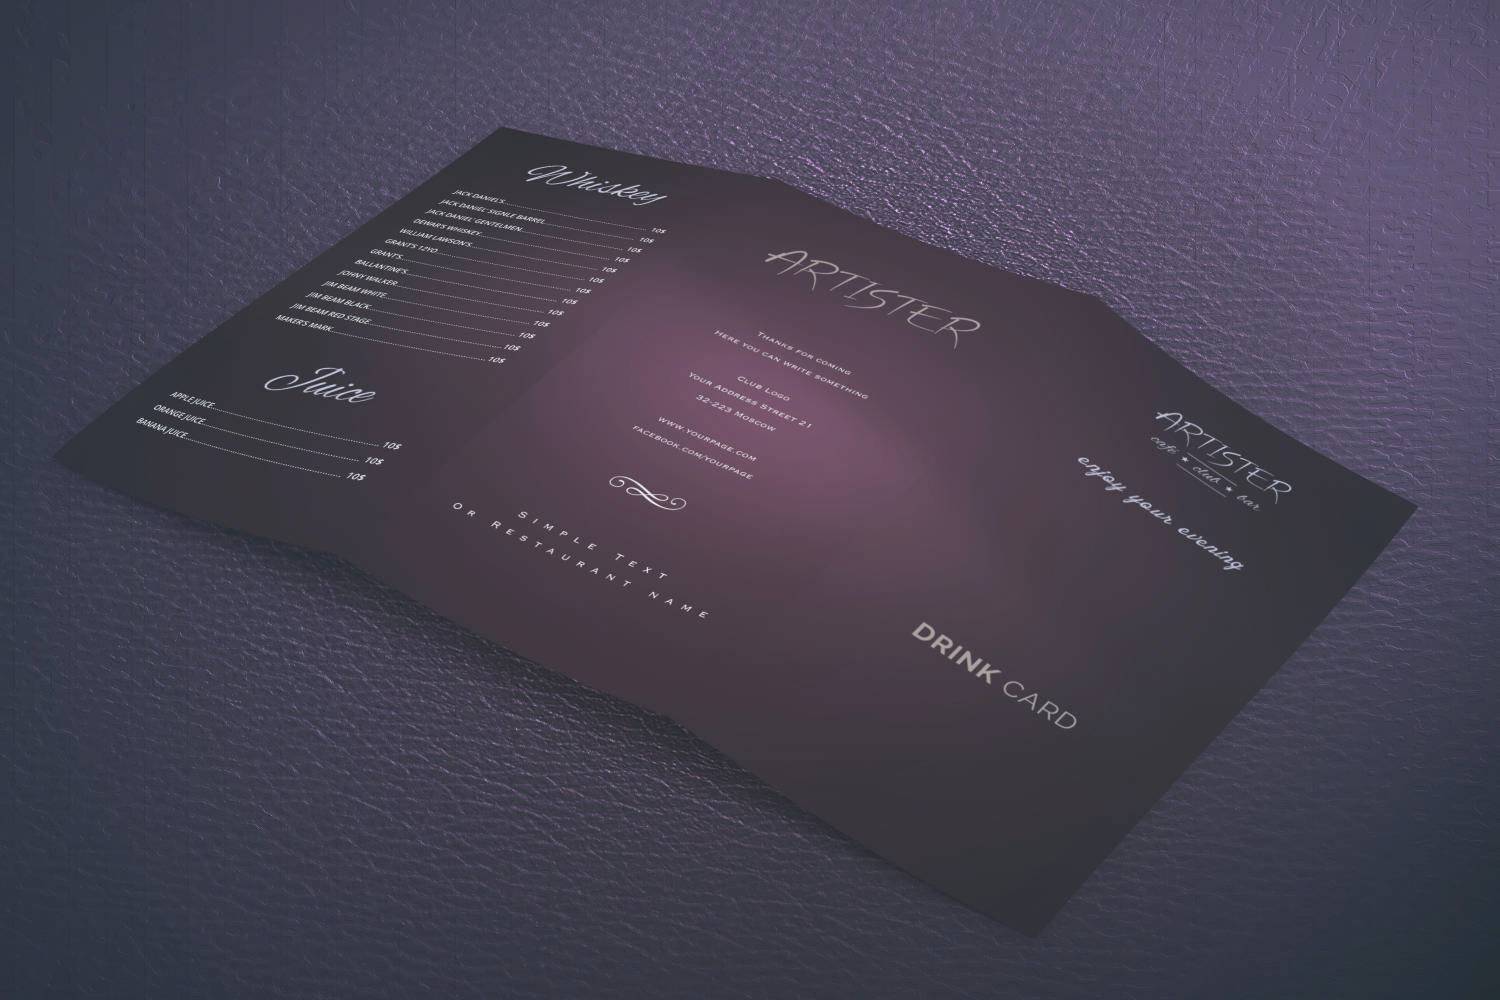 Whiskey
JACK DANIEL'S 10$
JACK DANIEL' SIGNLE BARREL 10$
JACK DANIEL' GENTELMEN 10$
DEWAR'S WHISKEY 10$
WILLIAM LAWSON'S 10$
GRANT'S 12YO 10$
GRANT'S 10$
BALLANTINE'S 10$
JOHNY WALKER 10$
JIM BEAM WHITE 10$
JIM BEAM BLACK 10$
JIM BEAM RED STAGE 10$
MAKER'S MARK 10$
Juice
APPLE JUICE 10$
ORANGE JUICE 10$
BANANA JUICE 10$
ARTISTER
THANKS FOR COMING
HERE YOU CAN WRITE SOMETHING
CLUB LOGO
YOUR ADDRESS STREET 21
32-223 MOSCOW
WWW.YOURPAGE.COM
FACEBOOK.COM/YOURPAGE
SIMPLE TEXT
OR RESTAURANT NAME
ARTISTER
cafe ★ club ★ bar
enjoy your evening
DRINK CARD